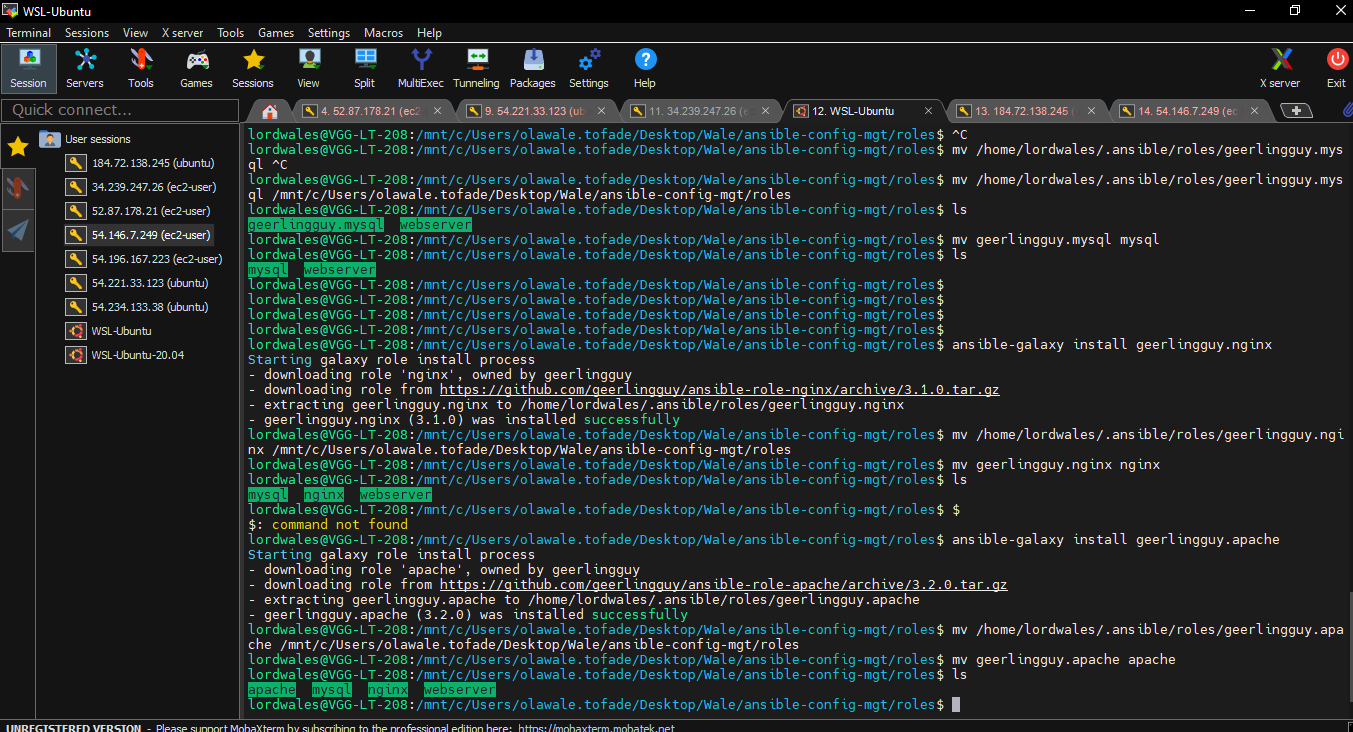 WSL-Ubuntu
Terminal Sessions View X server Tools Games Settings Macros Help
Session Servers Tools Games Sessions View Split MultiExec Tunneling Packages Settings Help X server Exit
Quick connect...
4. 52.87.178.21 (ec2
9. 54.221.33.123 (ub
11. 34.239.247.26 (e
12. WSL-Ubuntu
13. 184.72.138.245
14. 54.146.7.249 (ec
User sessions
184.72.138.245 (ubuntu)
34.239.247.26 (ec2-user)
52.87.178.21 (ec2-user)
54.146.7.249 (ec2-user)
54.196.167.223 (ec2-user)
54.221.33.123 (ubuntu)
54.234.133.38 (ubuntu)
WSL-Ubuntu
WSL-Ubuntu-20.04
lordwales@VGG-LT-208:/mnt/c/Users/olawale.tofade/Desktop/Wale/ansible-config-mgt/roles$ ^C
lordwales@VGG-LT-208:/mnt/c/Users/olawale.tofade/Desktop/Wale/ansible-config-mgt/roles$ mv /home/lordwales/.ansible/roles/geerlingguy.mys
ql ^C
lordwales@VGG-LT-208:/mnt/c/Users/olawale.tofade/Desktop/Wale/ansible-config-mgt/roles$ mv /home/lordwales/.ansible/roles/geerlingguy.mys
ql /mnt/c/Users/olawale.tofade/Desktop/Wale/ansible-config-mgt/roles
lordwales@VGG-LT-208:/mnt/c/Users/olawale.tofade/Desktop/Wale/ansible-config-mgt/roles$ ls
geerlingguy.mysql webserver
lordwales@VGG-LT-208:/mnt/c/Users/olawale.tofade/Desktop/Wale/ansible-config-mgt/roles$ mv geerlingguy.mysql mysql
lordwales@VGG-LT-208:/mnt/c/Users/olawale.tofade/Desktop/Wale/ansible-config-mgt/roles$ ls
mysql webserver
lordwales@VGG-LT-208:/mnt/c/Users/olawale.tofade/Desktop/Wale/ansible-config-mgt/roles$
lordwales@VGG-LT-208:/mnt/c/Users/olawale.tofade/Desktop/Wale/ansible-config-mgt/roles$
lordwales@VGG-LT-208:/mnt/c/Users/olawale.tofade/Desktop/Wale/ansible-config-mgt/roles$
lordwales@VGG-LT-208:/mnt/c/Users/olawale.tofade/Desktop/Wale/ansible-config-mgt/roles$
lordwales@VGG-LT-208:/mnt/c/Users/olawale.tofade/Desktop/Wale/ansible-config-mgt/roles$ ansible-galaxy install geerlingguy.nginx
Starting galaxy role install process
- downloading role 'nginx', owned by geerlingguy
- downloading role from https://github.com/geerlingguy/ansible-role-nginx/archive/3.1.0.tar.gz
- extracting geerlingguy.nginx to /home/lordwales/.ansible/roles/geerlingguy.nginx
- geerlingguy.nginx (3.1.0) was installed successfully
lordwales@VGG-LT-208:/mnt/c/Users/olawale.tofade/Desktop/Wale/ansible-config-mgt/roles$ mv /home/lordwales/.ansible/roles/geerlingguy.ngi
nx /mnt/c/Users/olawale.tofade/Desktop/Wale/ansible-config-mgt/roles
lordwales@VGG-LT-208:/mnt/c/Users/olawale.tofade/Desktop/Wale/ansible-config-mgt/roles$ mv geerlingguy.nginx nginx
lordwales@VGG-LT-208:/mnt/c/Users/olawale.tofade/Desktop/Wale/ansible-config-mgt/roles$ ls
mysql nginx webserver
lordwales@VGG-LT-208:/mnt/c/Users/olawale.tofade/Desktop/Wale/ansible-config-mgt/roles$ $
$: command not found
lordwales@VGG-LT-208:/mnt/c/Users/olawale.tofade/Desktop/Wale/ansible-config-mgt/roles$ ansible-galaxy install geerlingguy.apache
Starting galaxy role install process
- downloading role 'apache', owned by geerlingguy
- downloading role from https://github.com/geerlingguy/ansible-role-apache/archive/3.2.0.tar.gz
- extracting geerlingguy.apache to /home/lordwales/.ansible/roles/geerlingguy.apache
- geerlingguy.apache (3.2.0) was installed successfully
lordwales@VGG-LT-208:/mnt/c/Users/olawale.tofade/Desktop/Wale/ansible-config-mgt/roles$ mv /home/lordwales/.ansible/roles/geerlingguy.apa
che /mnt/c/Users/olawale.tofade/Desktop/Wale/ansible-config-mgt/roles
lordwales@VGG-LT-208:/mnt/c/Users/olawale.tofade/Desktop/Wale/ansible-config-mgt/roles$ mv geerlingguy.apache apache
lordwales@VGG-LT-208:/mnt/c/Users/olawale.tofade/Desktop/Wale/ansible-config-mgt/roles$ ls
apache mysql nginx webserver
lordwales@VGG-LT-208:/mnt/c/Users/olawale.tofade/Desktop/Wale/ansible-config-mgt/roles$
UNREGISTERED VERSION - Please support MobaXterm by subscribing to the professional edition here: https://mobaxterm.mobatek.net